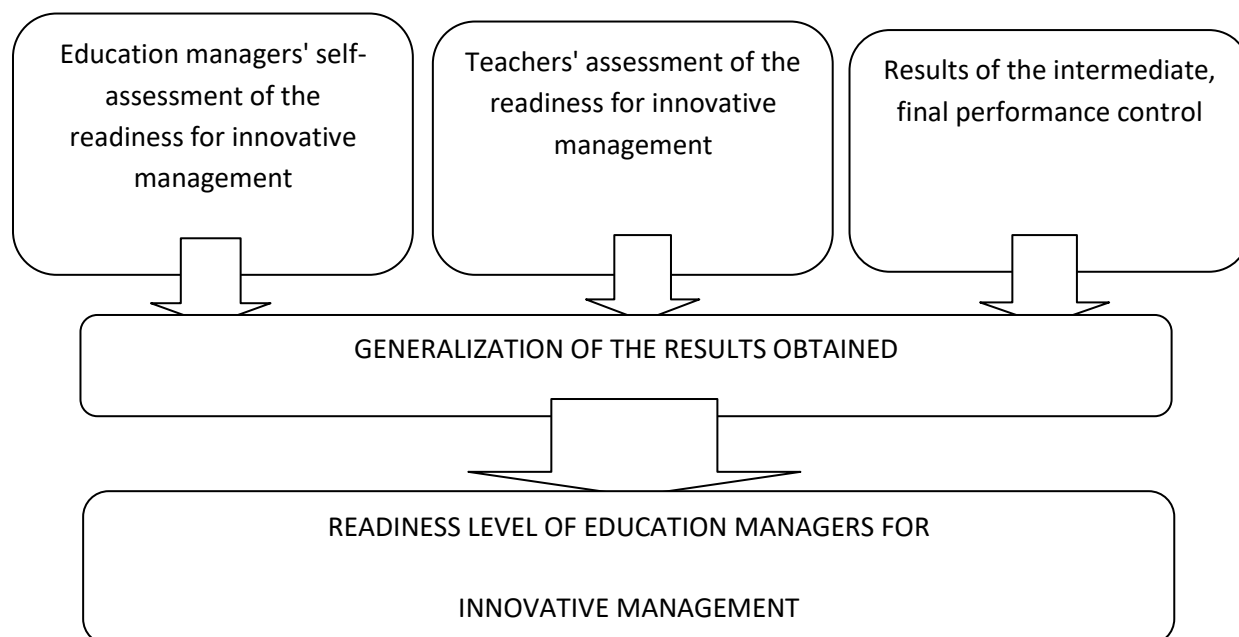 Education managers' self-
assessment of the
readiness for innovative
management
Teachers' assessment of the
readiness for innovative
management
Results of the intermediate,
final performance control
GENERALIZATION OF THE RESULTS OBTAINED
READINESS LEVEL OF EDUCATION MANAGERS FOR
INNOVATIVE MANAGEMENT